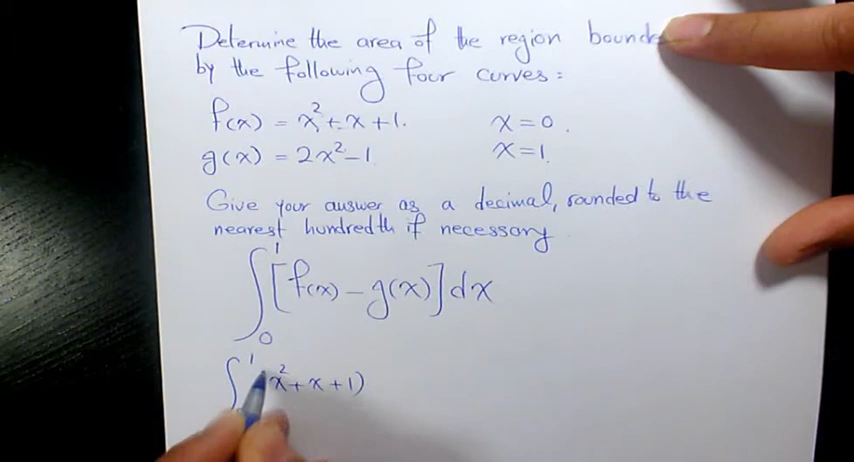 Determine the area of the region
by the following four curves:
f(x) = x² + x + 1. x = 0.
g(x) = 2x² - 1 x = 1.
Give your answer as a decimal, rounded to the
nearest hundredth if necessary
∫₀¹ [f(x) - g(x)] dx
∫¹ x² + x + 1)